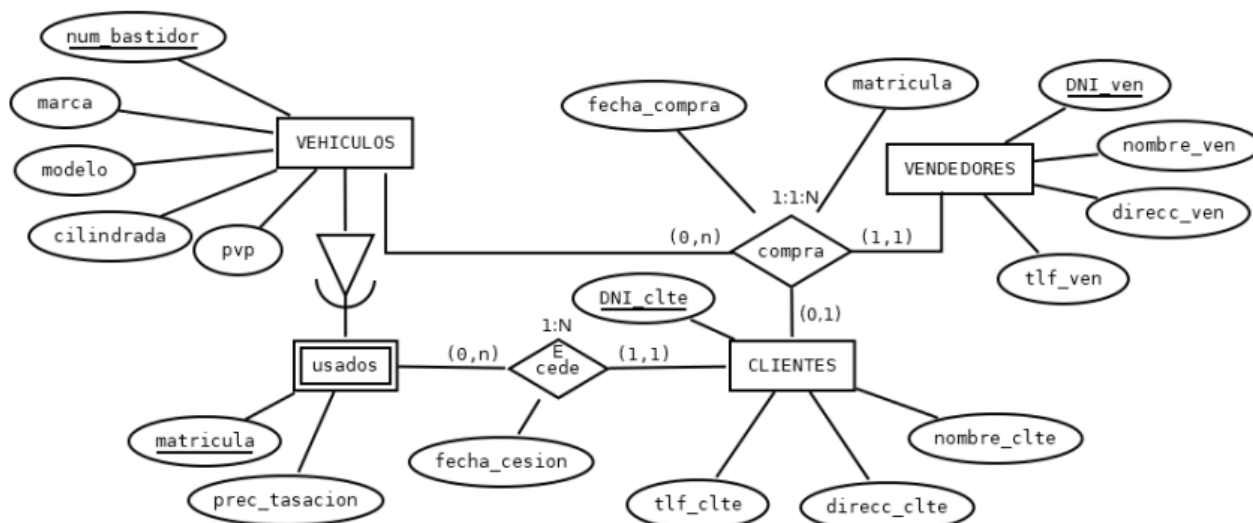 num_bastidor
marca
modelo
cilindrada
pvp
VEHICULOS
fecha_compra
matricula
DNI_ven
nombre_ven
direcc_ven
tlf_ven
VENDEDORES
1:1:N
compra
(0,n)
(1,1)
(0,1)
DNI_clte
1:N
E
cede
(0,n)
(1,1)
usados
CLIENTES
matricula
prec_tasacion
fecha_cesion
tlf_clte
direcc_clte
nombre_clte